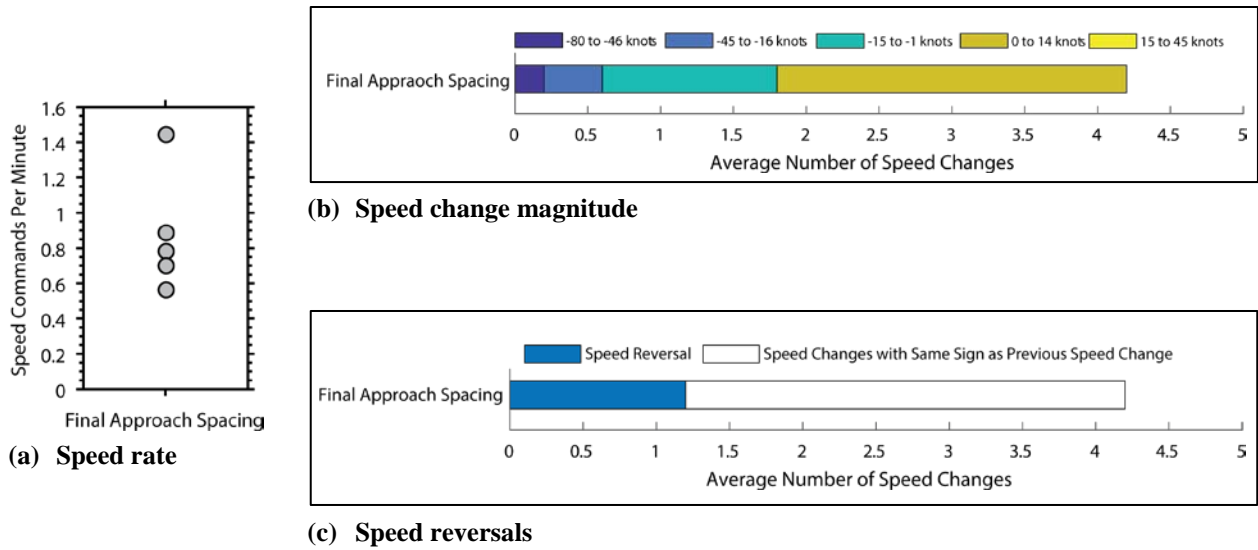 Speed Commands Per Minute
1.6
1.4
1.2
1
0.8
0.6
0.4
0.2
0
Final Approach Spacing
(a) Speed rate
-80 to -46 knots -45 to -16 knots -15 to -1 knots 0 to 14 knots 15 to 45 knots
Final Appraoch Spacing
0 0.5 1 1.5 2 2.5 3 3.5 4 4.5 5
Average Number of Speed Changes
(b) Speed change magnitude
Speed Reversal Speed Changes with Same Sign as Previous Speed Change
Final Approach Spacing
0 0.5 1 1.5 2 2.5 3 3.5 4 4.5 5
Average Number of Speed Changes
(c) Speed reversals